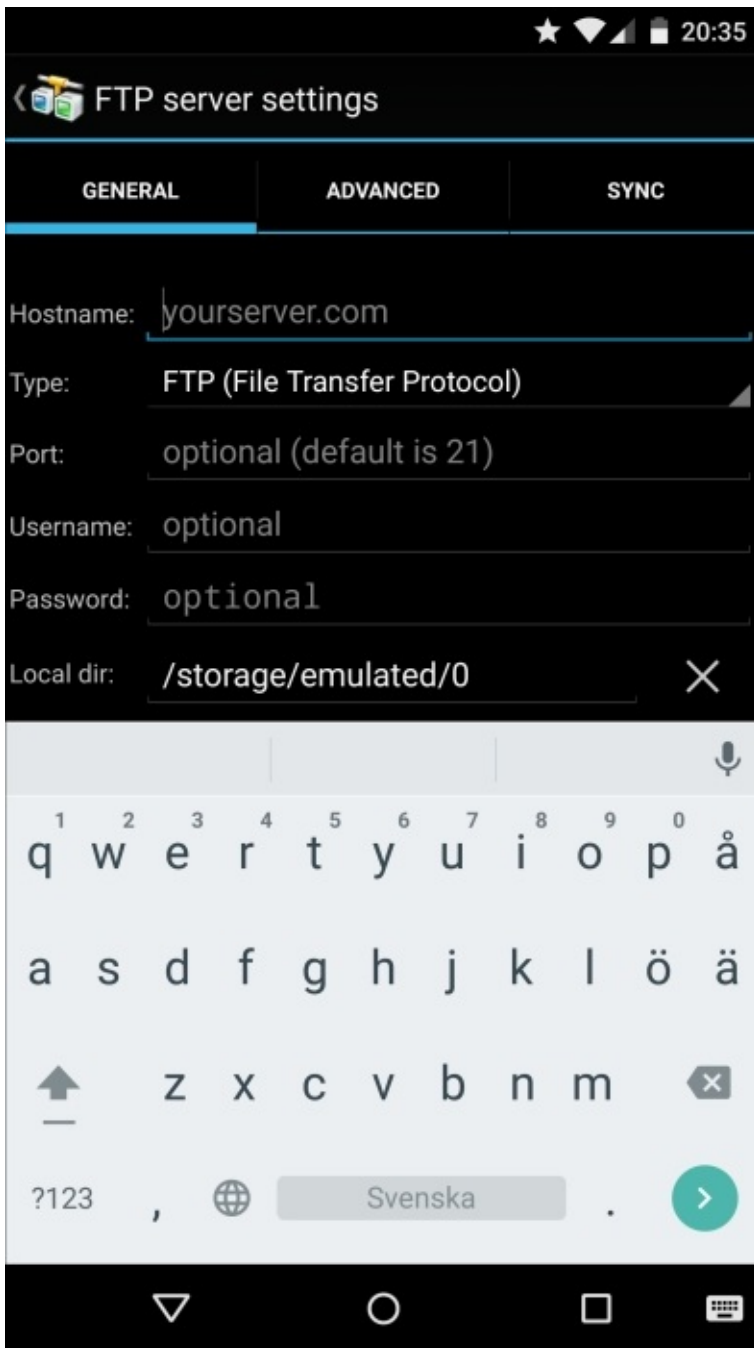 20:35
FTP server settings
GENERAL ADVANCED SYNC
Hostname: yourserver.com
Type: FTP (File Transfer Protocol)
Port: optional (default is 21)
Username: optional
Password: optional
Local dir: /storage/emulated/0
1 2 3 4 5 6 7 8 9 0
q w e r t y u i o p å
a s d f g h j k l ö ä
z x c v b n m
?123 , Svenska .